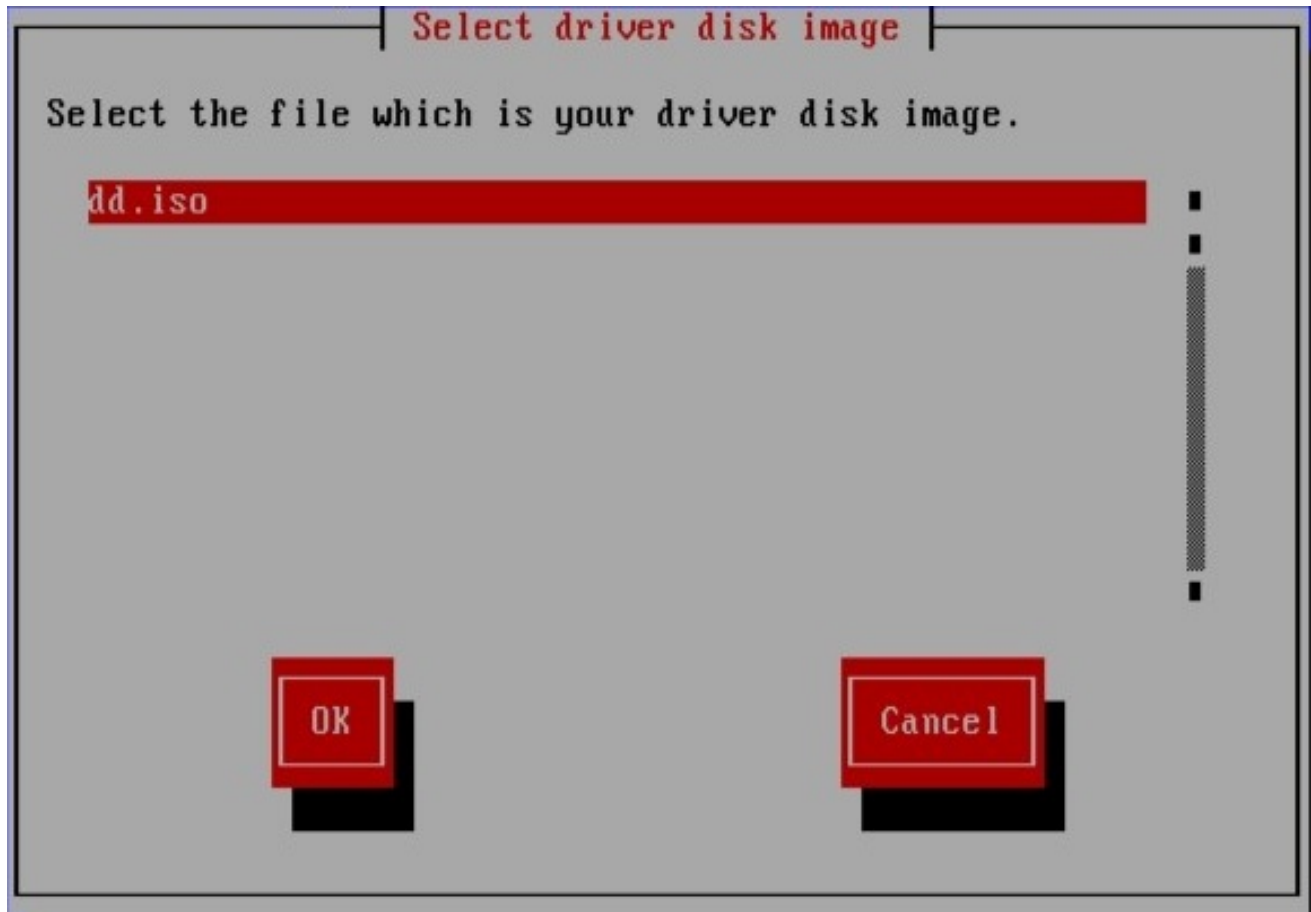 Select driver disk image
Select the file which is your driver disk image.
dd.iso
OK
Cancel